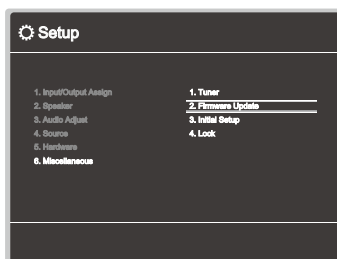 Setup
1. Input/Output Assign
2. Speaker
3. Audio Adjust
4. Source
5. Hardware
6. Miscellaneous
1. Tuner
2. Firmware Update
3. Initial Setup
4. Lock